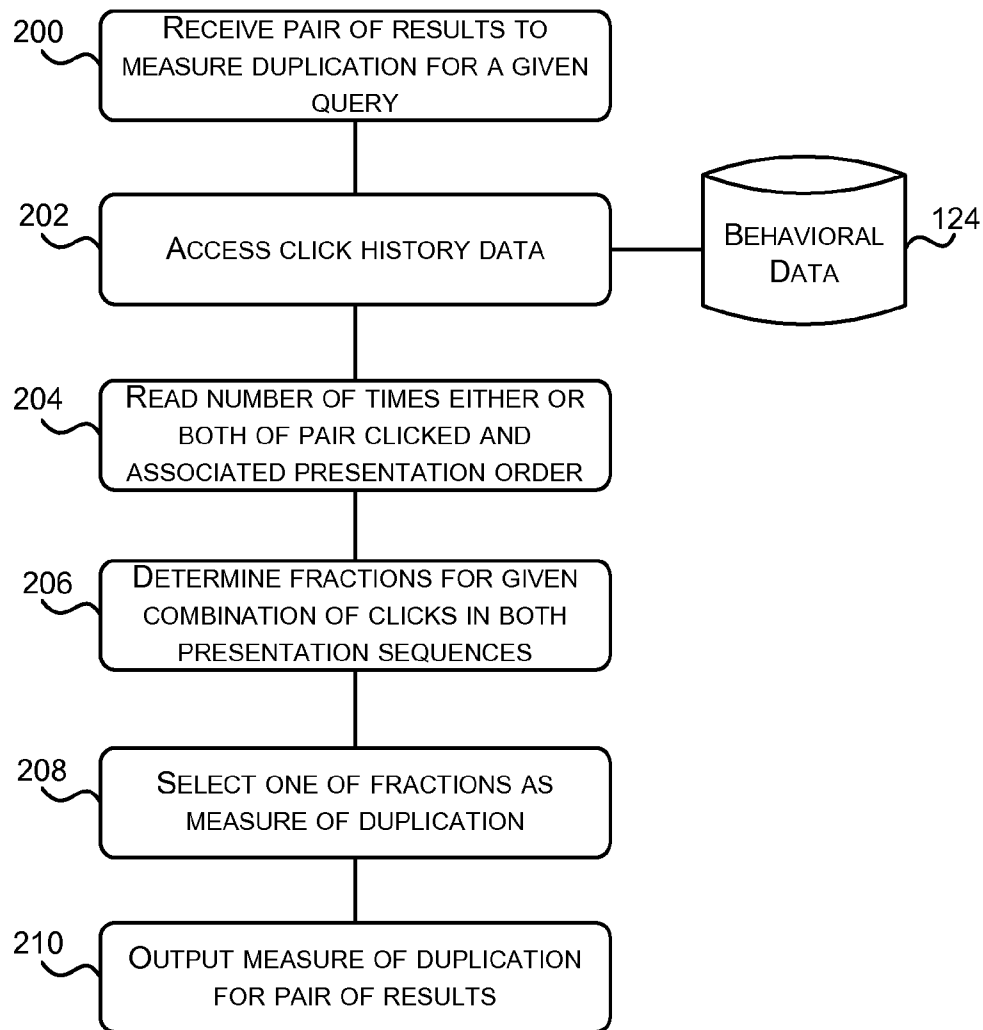 200
RECEIVE PAIR OF RESULTS TO
MEASURE DUPLICATION FOR A GIVEN
QUERY
202
ACCESS CLICK HISTORY DATA
BEHAVIORAL
DATA
124
204
READ NUMBER OF TIMES EITHER OR
BOTH OF PAIR CLICKED AND
ASSOCIATED PRESENTATION ORDER
206
DETERMINE FRACTIONS FOR GIVEN
COMBINATION OF CLICKS IN BOTH
PRESENTATION SEQUENCES
208
SELECT ONE OF FRACTIONS AS
MEASURE OF DUPLICATION
210
OUTPUT MEASURE OF DUPLICATION
FOR PAIR OF RESULTS